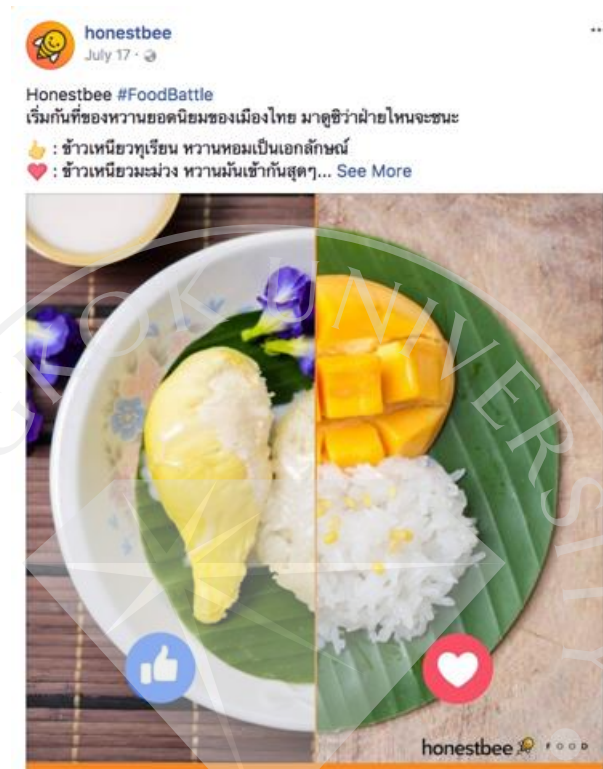 honestbee
July 17 ·
Honestbee #FoodBattle
เริ่มกันที่ของหวานยอดนิยมของเมืองไทย มาดูซิว่าฝ่ายไหนจะชนะ
👍 : ข้าวเหนียวทุเรียน หวานหอมเป็นเอกลักษณ์
❤️ : ข้าวเหนียวมะม่วง หวานมันเข้ากันสุดๆ... See More
GKOK UNIVERSITY
honestbee FOOD